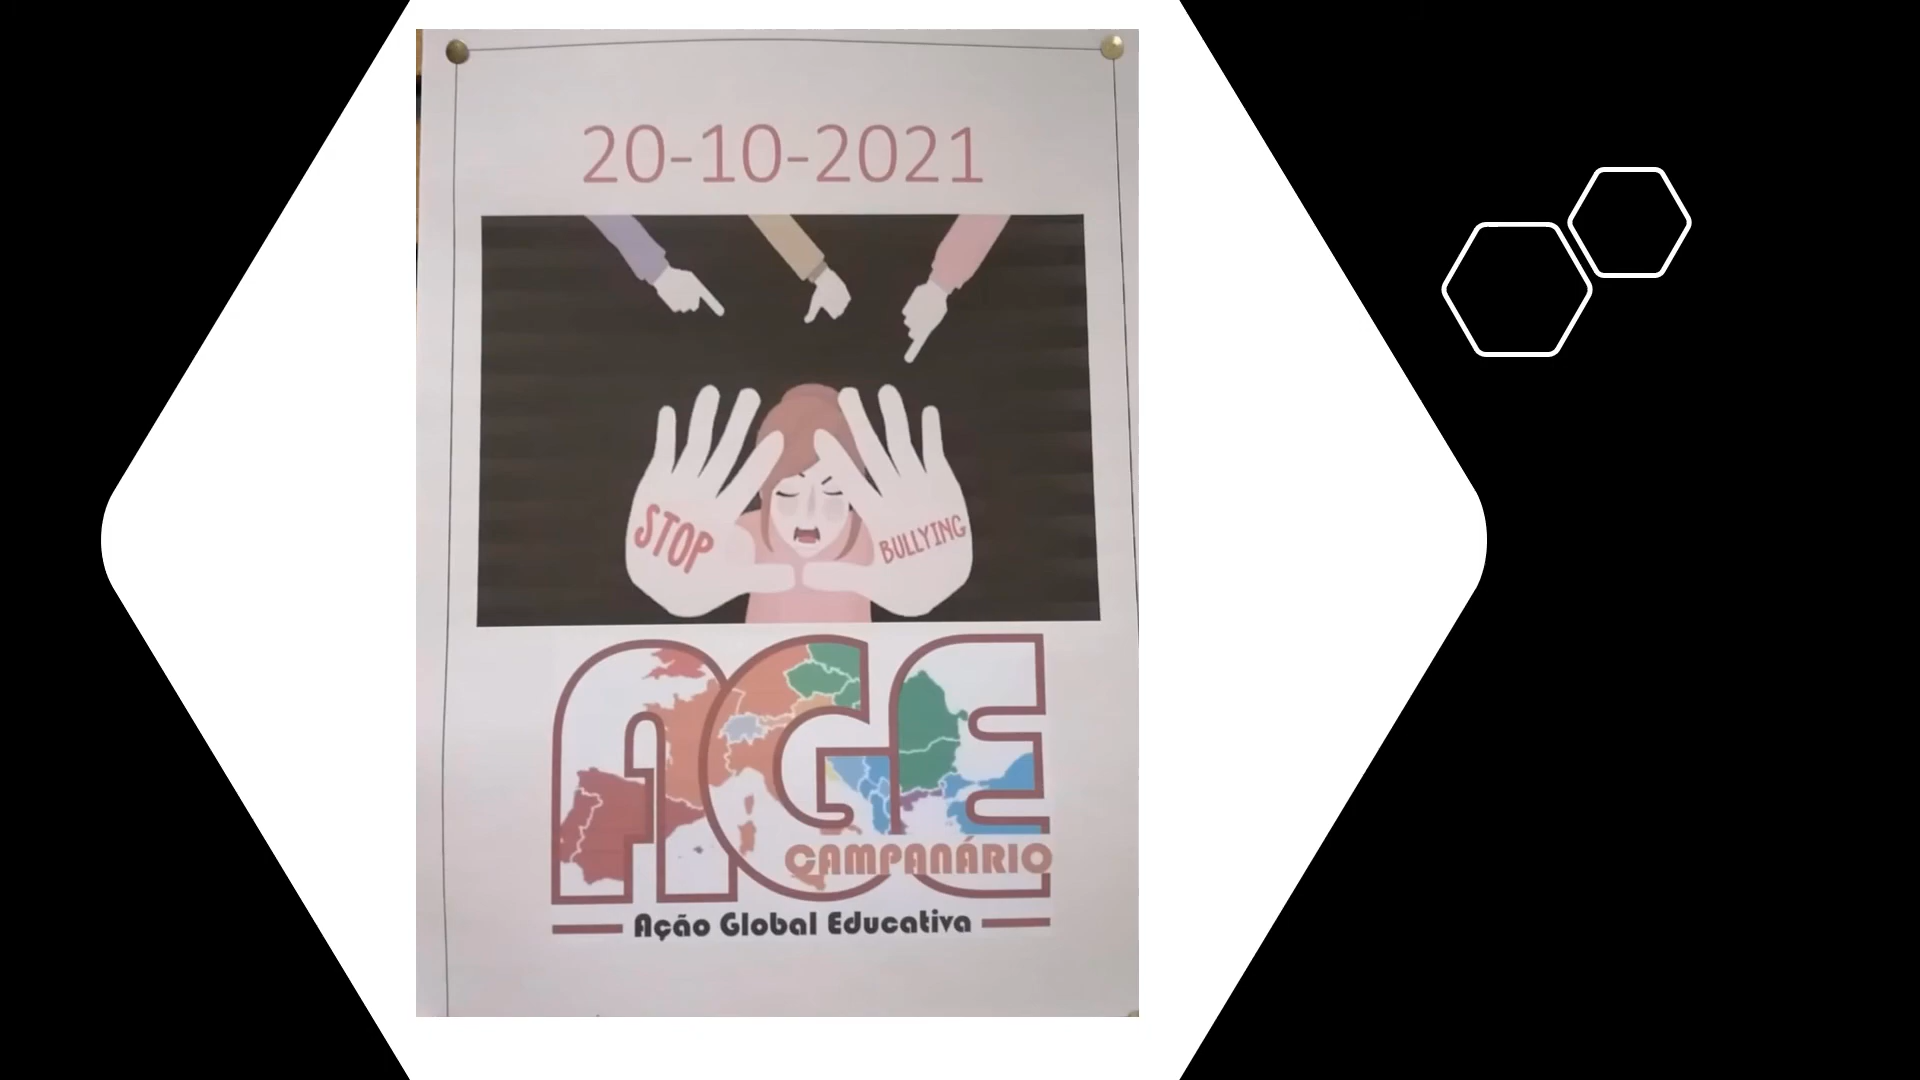 20-10-2021
STOP
BULLYING
AGE
CAMPANÁRIO
Ação Global Educativa